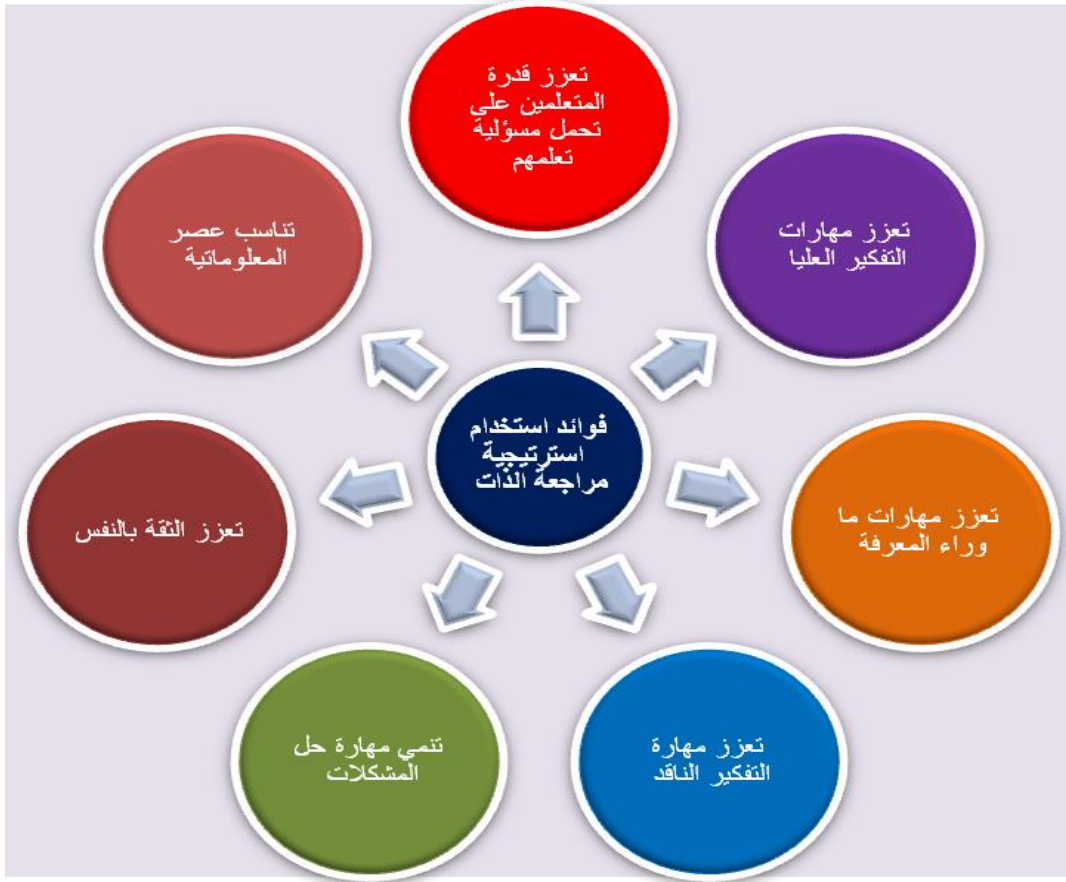 تعزز قدرة
المتعلمين على
تحمل مسؤلية
تعلمهم
تعزز مهارات
التفكير العليا
تناسب عصر
المعلوماتية
فوائد استخدام
استرتيجية
مراجعة الذات
تعزز مهارات ما
وراء المعرفة
تعزز الثقة بالنفس
تعزز مهارة
التفكير الناقد
تنمي مهارة حل
المشكلات